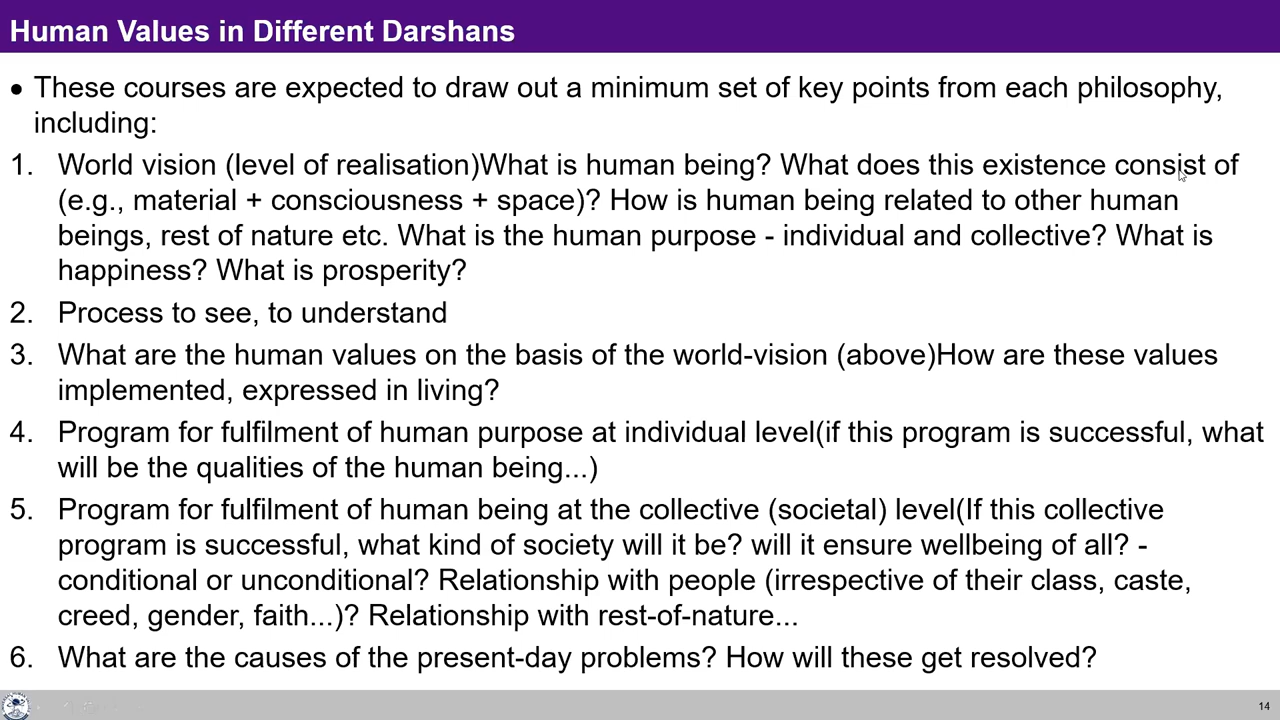 Human Values in Different Darshans
• These courses are expected to draw out a minimum set of key points from each philosophy,
including:
1. World vision (level of realisation)What is human being? What does this existence consist of
(e.g., material + consciousness + space)? How is human being related to other human
beings, rest of nature etc. What is the human purpose - individual and collective? What is
happiness? What is prosperity?
2. Process to see, to understand
3. What are the human values on the basis of the world-vision (above)How are these values
implemented, expressed in living?
4. Program for fulfilment of human purpose at individual level(if this program is successful, what
will be the qualities of the human being...)
5. Program for fulfilment of human being at the collective (societal) level(If this collective
program is successful, what kind of society will it be? will it ensure wellbeing of all? -
conditional or unconditional? Relationship with people (irrespective of their class, caste,
creed, gender, faith...)? Relationship with rest-of-nature...
6. What are the causes of the present-day problems? How will these get resolved?
14